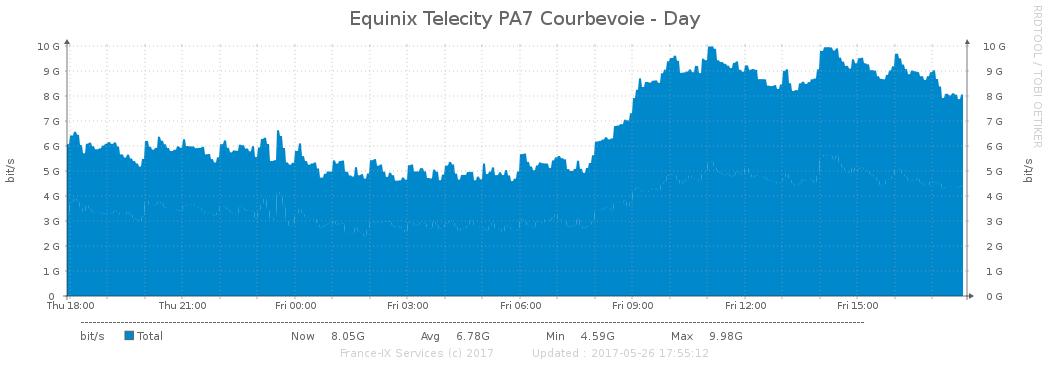 Equinix Telecity PA7 Courbevoie - Day
RRDTOOL / TOBI OETIKER
10 G 10 G
9 G 9 G
8 G 8 G
7 G 7 G
6 G 6 G
5 G 5 G
4 G 4 G
3 G 3 G
2 G 2 G
1 G 1 G
0 0 G
bit/s bit/s
Thu 18:00 Thu 21:00 Fri 00:00 Fri 03:00 Fri 06:00 Fri 09:00 Fri 12:00 Fri 15:00
bit/s Total Now 8.05G Avg 6.78G Min 4.59G Max 9.98G
France-IX Services (c) 2017 Updated : 2017-05-26 17:55:12